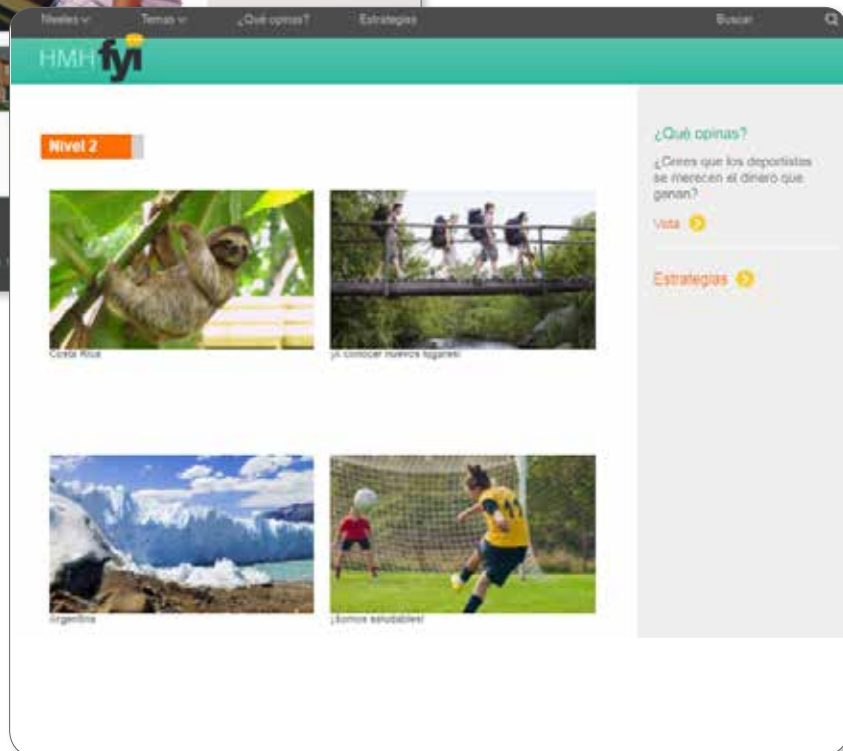 Niveles
Temas
¿Qué opinas?
Estrategias
Buscar
HMH fyi
Nivel 2
¿Qué opinas?
¿Crees que los deportistas
se merecen el dinero que
ganan?
Vota
Estrategias
Costa Rica
¡A conocer nuevos lugares!
Argentina
¡Somos saludables!
11